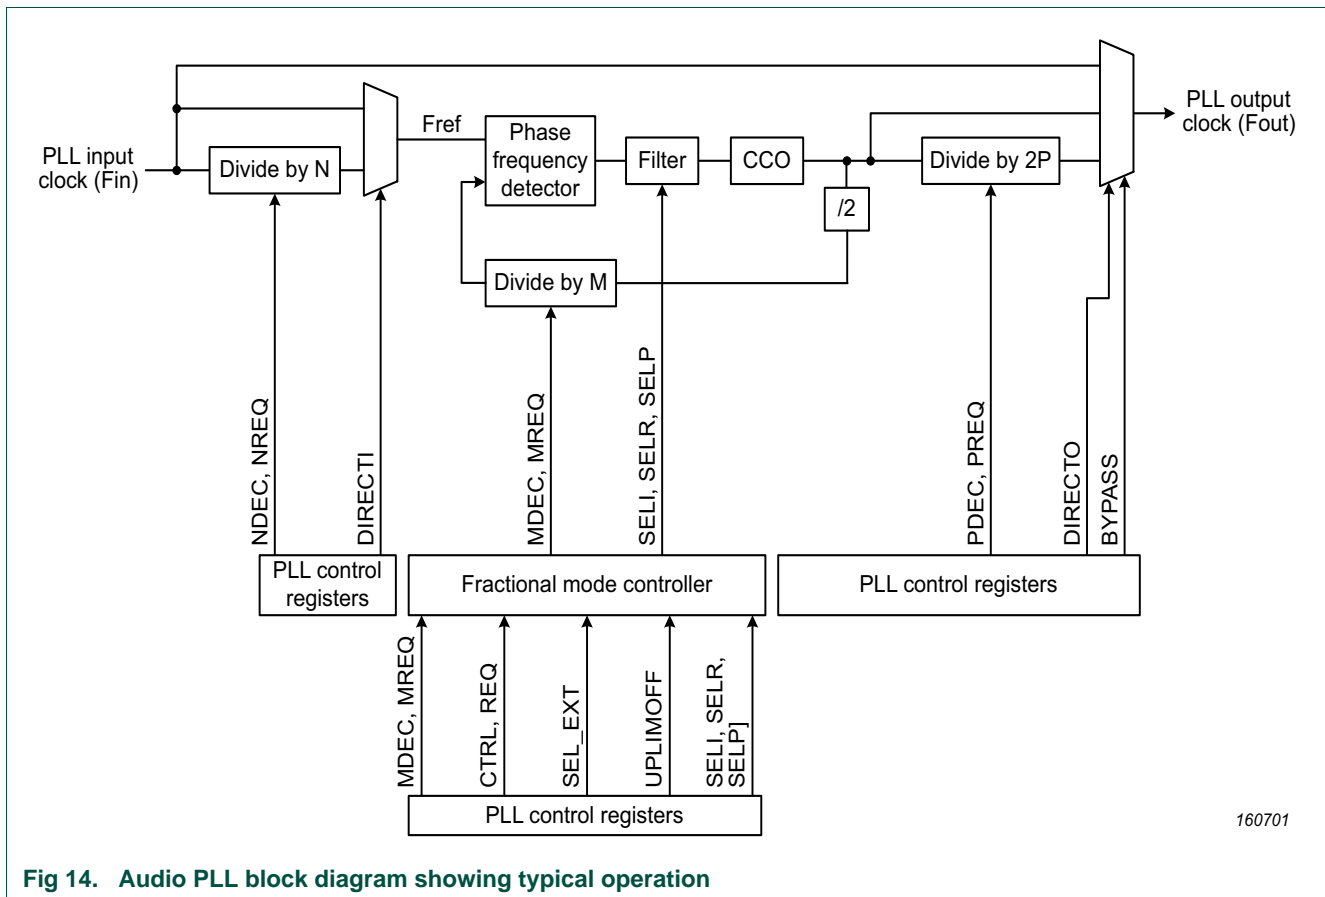 PLL input
clock (Fin)
Divide by N
Fref
Phase
frequency
detector
Filter
CCO
/2
Divide by 2P
PLL output
clock (Fout)
Divide by M
NDEC, NREQ
DIRECTI
MDEC, MREQ
SELI, SELR, SELP
PDEC, PREQ
DIRECTO
BYPASS
PLL control
registers
Fractional mode controller
PLL control registers
MDEC, MREQ
CTRL, REQ
SEL_EXT
UPLIMOFF
SELI, SELR,
SELP]
PLL control registers
160701
Fig 14. Audio PLL block diagram showing typical operation